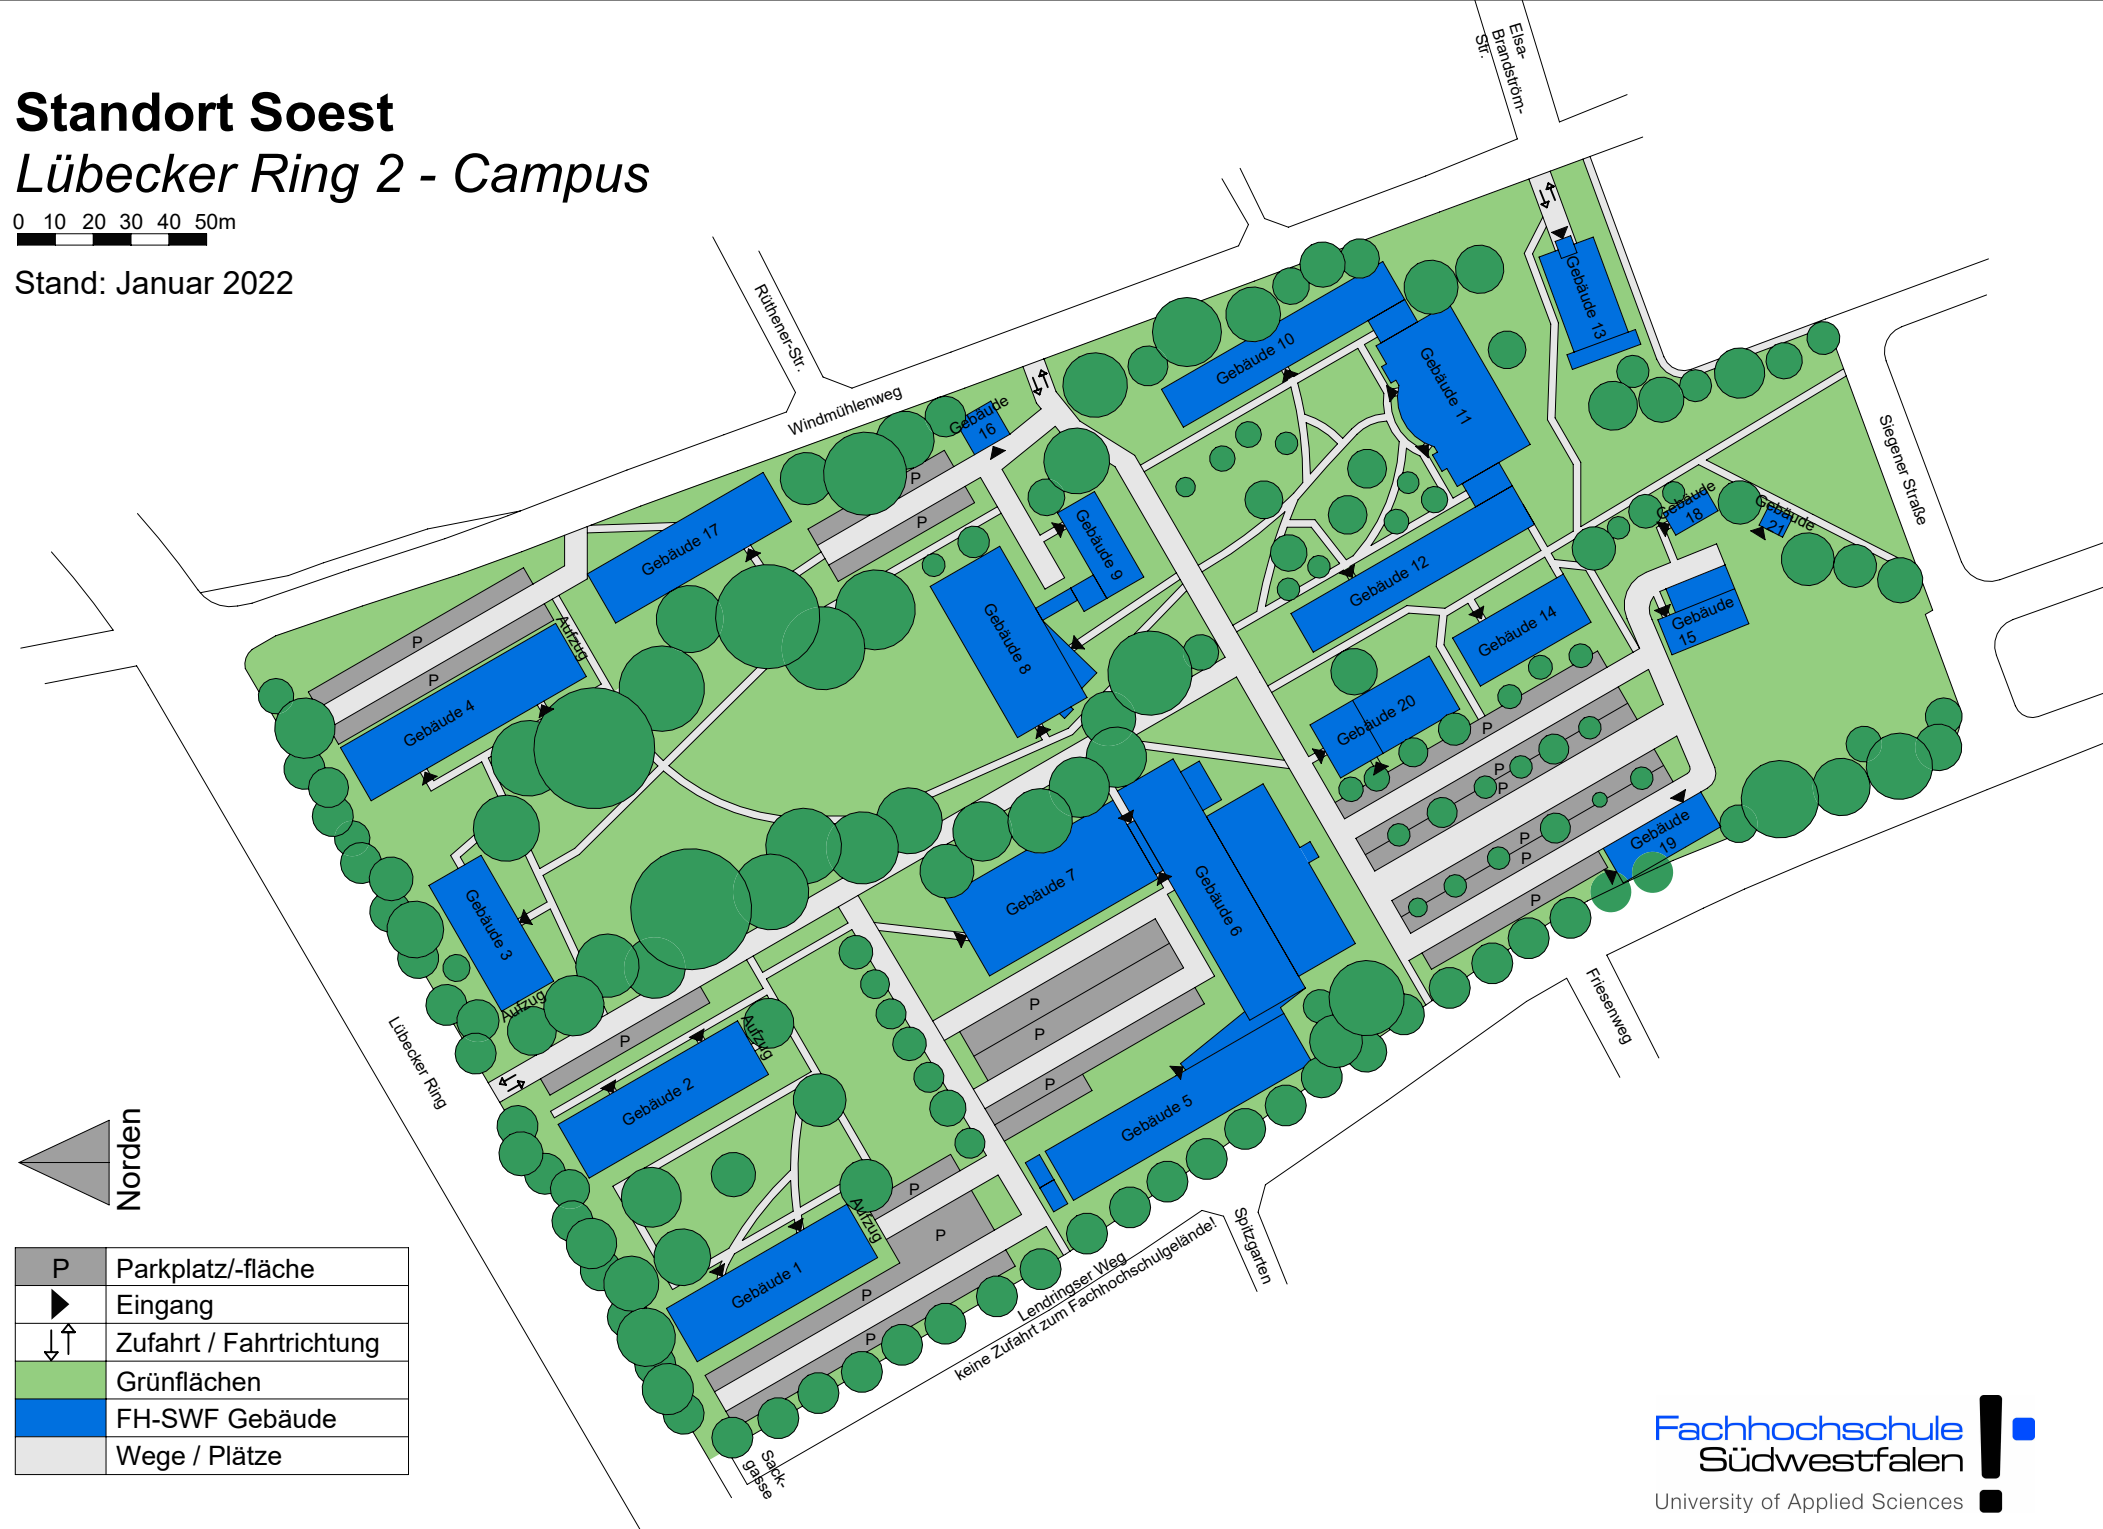 Standort Soest
Lübecker Ring 2 - Campus
0 10 20 30 40 50m
Stand: Januar 2022
Elsa-
Brandström-
Str.
Rüthener-Str.
Windmühlenweg
Siegener Straße
Gebäude 13
Gebäude 10
Gebäude 11
Gebäude
16
P
P
Gebäude 17
Gebäude 9
Gebäude
18
Gebäude
21
Gebäude 12
Gebäude 14
Gebäude
15
Gebäude 8
P
P
Aufzug
Gebäude 4
Gebäude 20
P
P
P
P
P
P
Gebäude
19
Gebäude 7
Gebäude 6
Gebäude 3
Aufzug
P
P
P
P
Aufzug
Gebäude 2
Gebäude 5
Friesenweg
Lübecker Ring
P
P
Aufzug
Gebäude 1
P
P
Spitzgarten
Lendringser Weg
keine Zufahrt zum Fachhochschulgelände!
Sack-
gasse
Norden
P Parkplatz/-fläche
Eingang
Zufahrt / Fahrtrichtung
Grünflächen
FH-SWF Gebäude
Wege / Plätze
Fachhochschule
Südwestfalen
University of Applied Sciences